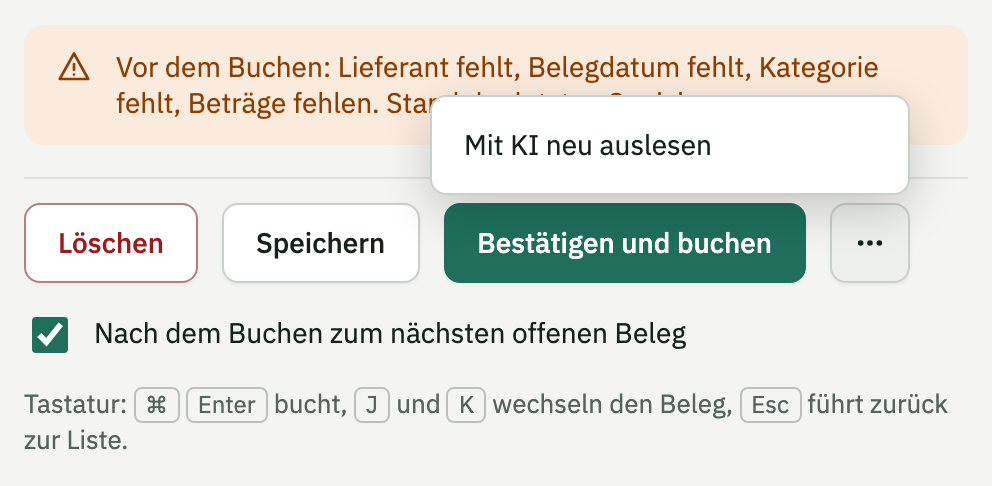 Vor dem Buchen: Lieferant fehlt, Belegdatum fehlt, Kategorie
fehlt, Beträge fehlen.
Mit KI neu auslesen
Löschen
Speichern
Bestätigen und buchen
Nach dem Buchen zum nächsten offenen Beleg
Tastatur: ⌘ Enter bucht, J und K wechseln den Beleg, Esc führt zurück
zur Liste.